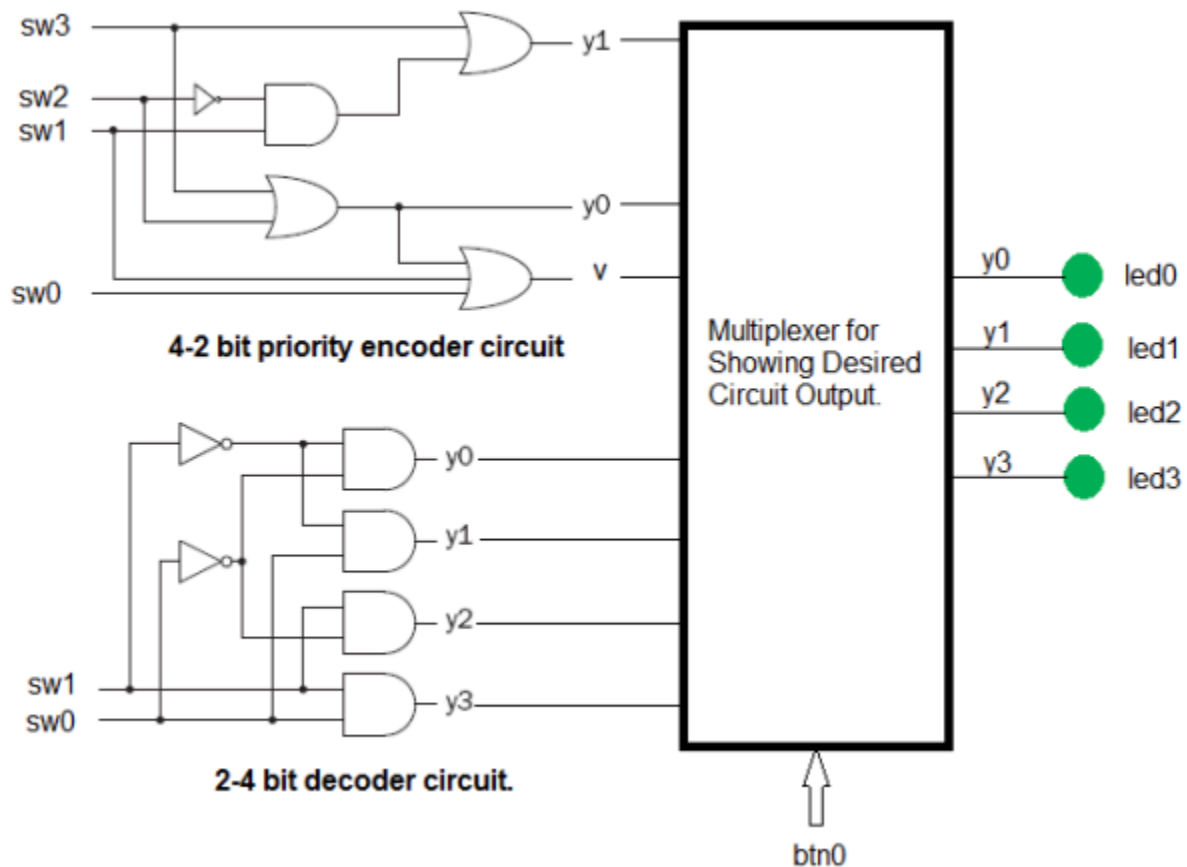 sw3
y1
sw2
sw1
y0
v
sw0
4-2 bit priority encoder circuit
Multiplexer for
Showing Desired
Circuit Output.
y0
led0
y1
led1
y2
led2
y3
led3
y0
y1
y2
sw1
y3
sw0
2-4 bit decoder circuit.
btn0